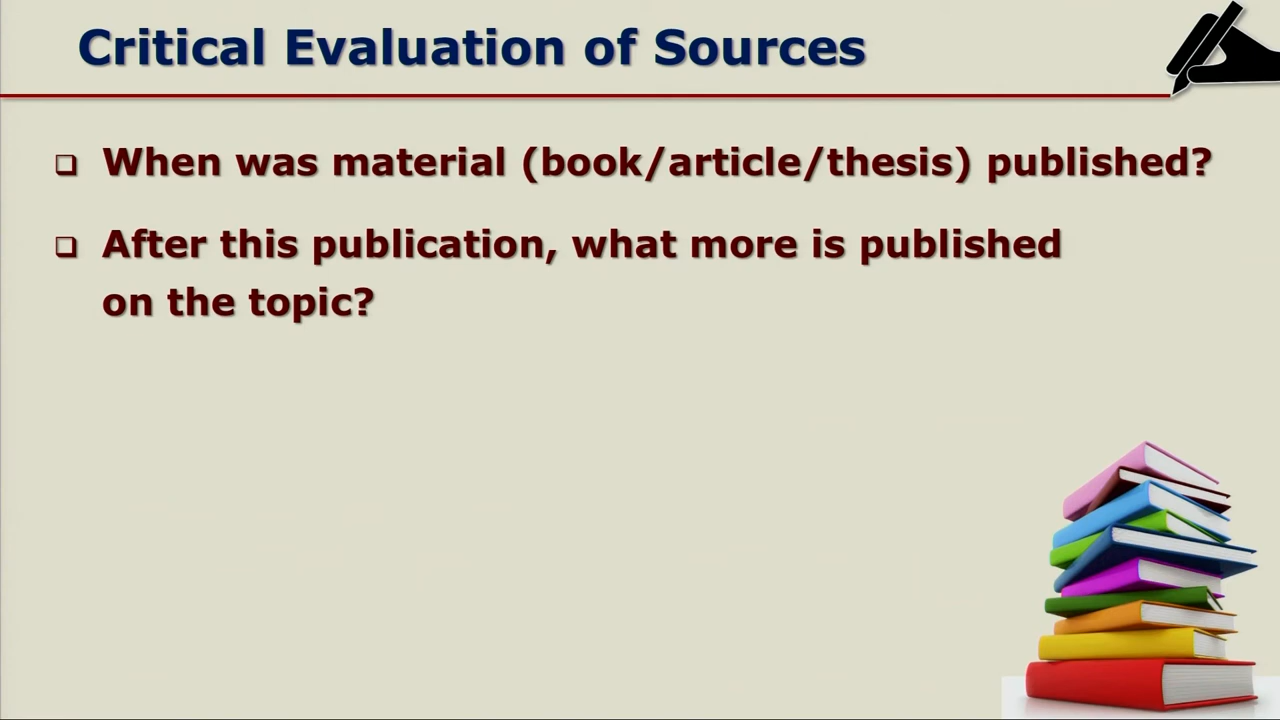 Critical Evaluation of Sources
When was material (book/article/thesis) published?
After this publication, what more is published
on the topic?